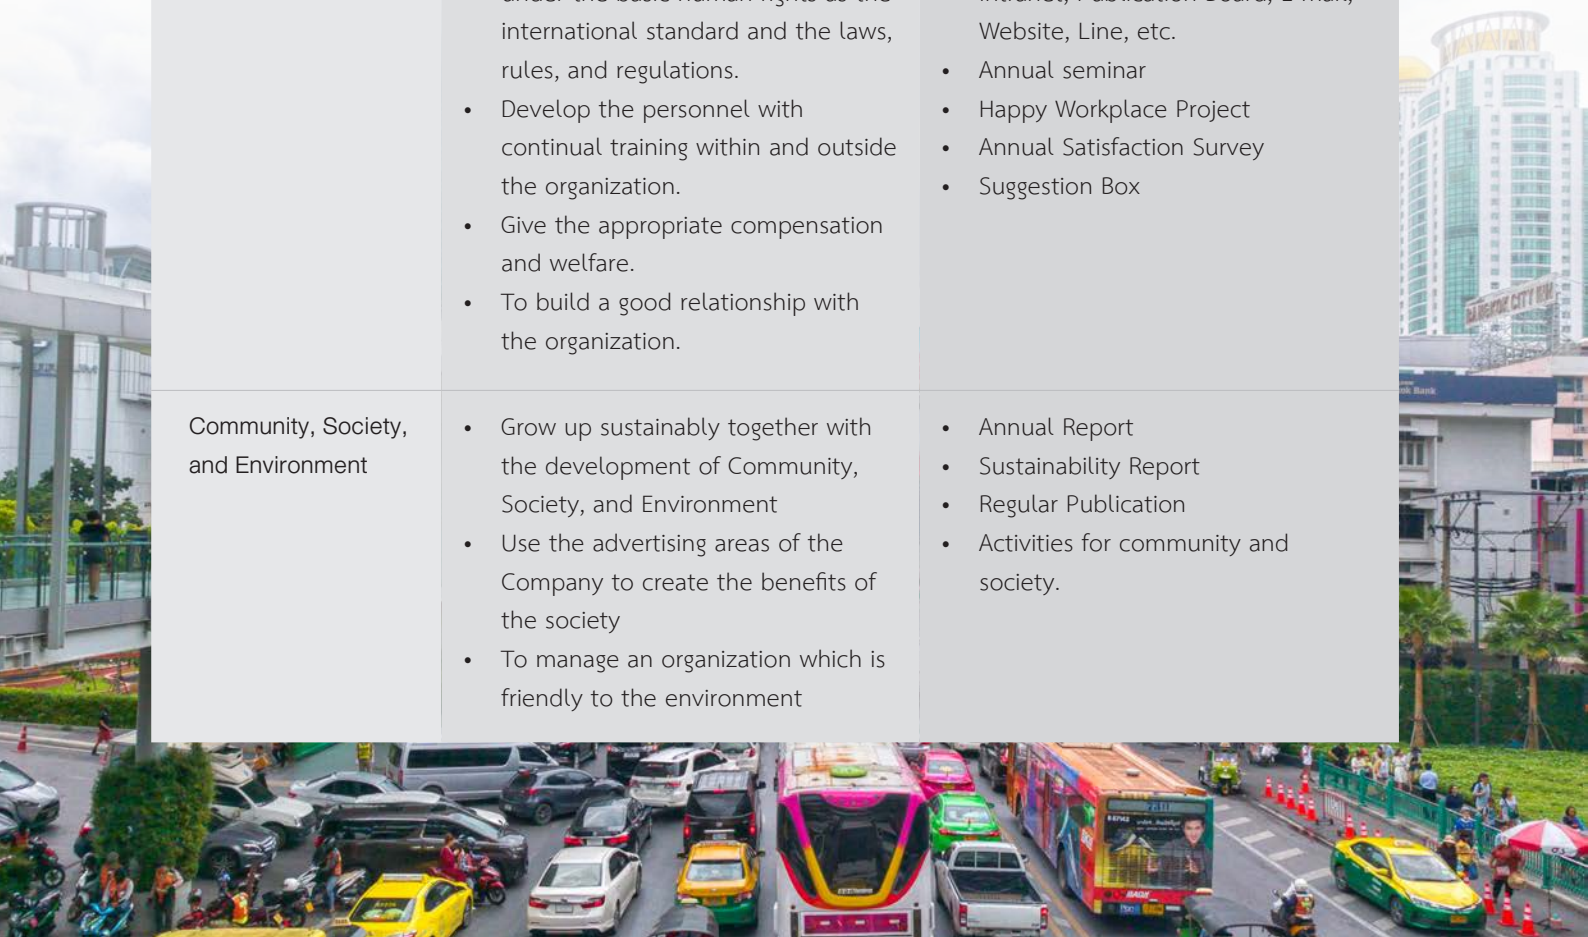 international standard and the laws,
rules, and regulations.
• Develop the personnel with
continual training within and outside
the organization.
• Give the appropriate compensation
and welfare.
• To build a good relationship with
the organization.
Website, Line, etc.
• Annual seminar
• Happy Workplace Project
• Annual Satisfaction Survey
• Suggestion Box
Community, Society,
and Environment
• Grow up sustainably together with
the development of Community,
Society, and Environment
• Use the advertising areas of the
Company to create the benefits of
the society
• To manage an organization which is
friendly to the environment
• Annual Report
• Sustainability Report
• Regular Publication
• Activities for community and
society.
BANGKOK CITY INN
ok Bank